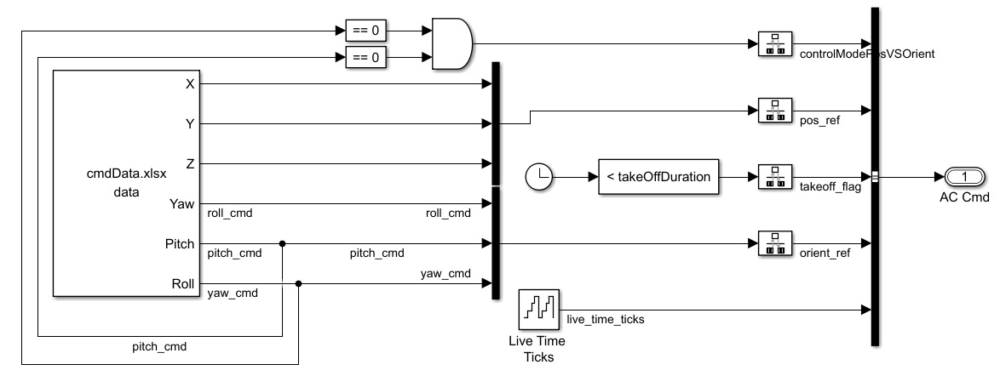 == 0
== 0
controlModePosVSOrient
X
Y
pos_ref
Z
cmdData.xlsx
data
< takeOffDuration
takeoff_flag
1
AC Cmd
Yaw
roll_cmd
roll_cmd
Pitch
pitch_cmd
pitch_cmd
orient_ref
Roll
yaw_cmd
yaw_cmd
live_time_ticks
Live Time
Ticks
pitch_cmd